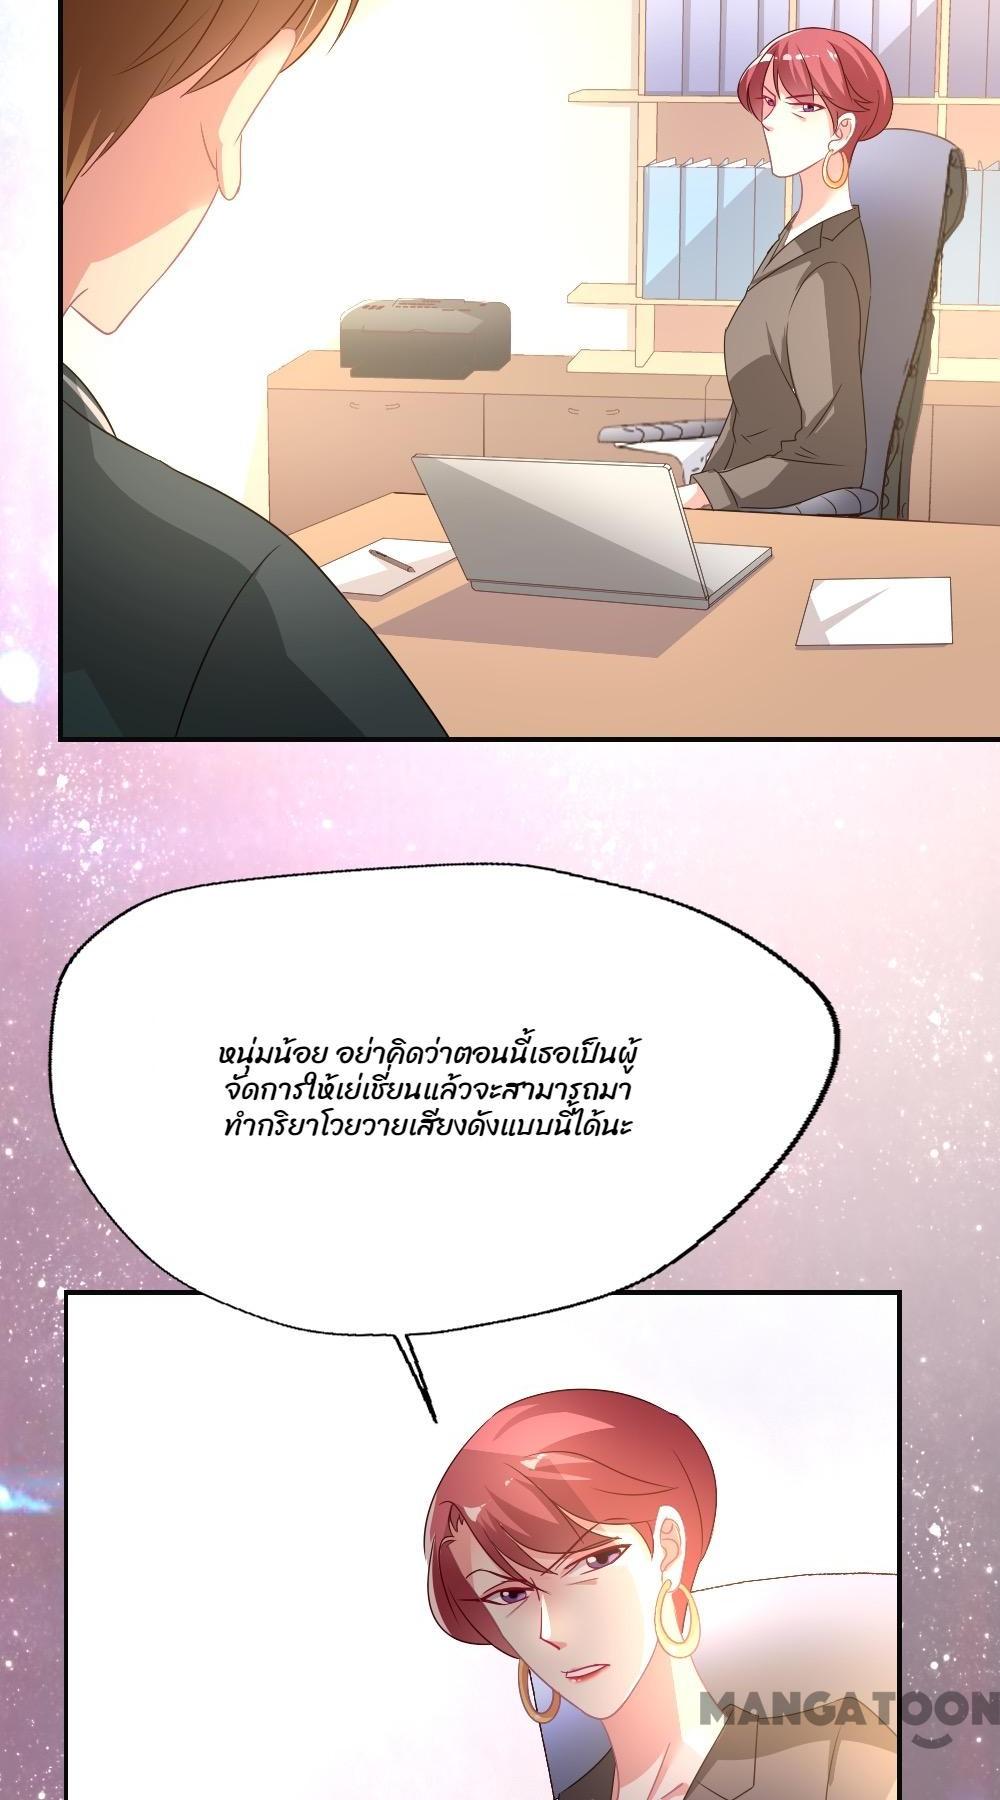 หนุ่มน้อย อย่าคิดว่าตอนนี้เธอเป็นผู้
จัดการให้เย่เชี่ยนแล้วจะสามารถมา
ทำกริยาโวยวายเสียงดังแบบนี้ได้นะ
MANGATOON